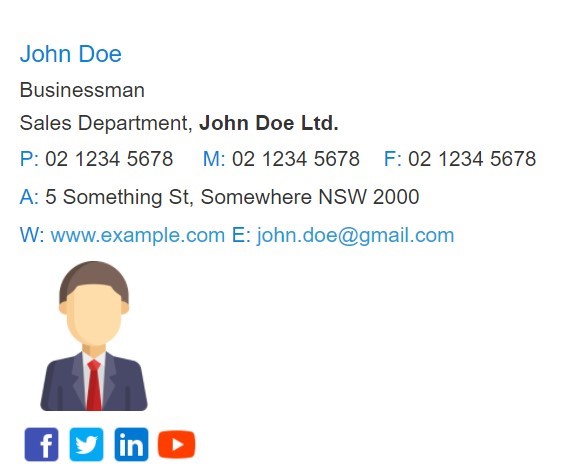 John Doe
Businessman
Sales Department, John Doe Ltd.
P: 02 1234 5678 M: 02 1234 5678 F: 02 1234 5678
A: 5 Something St, Somewhere NSW 2000
W: www.example.com E: john.doe@gmail.com
f in